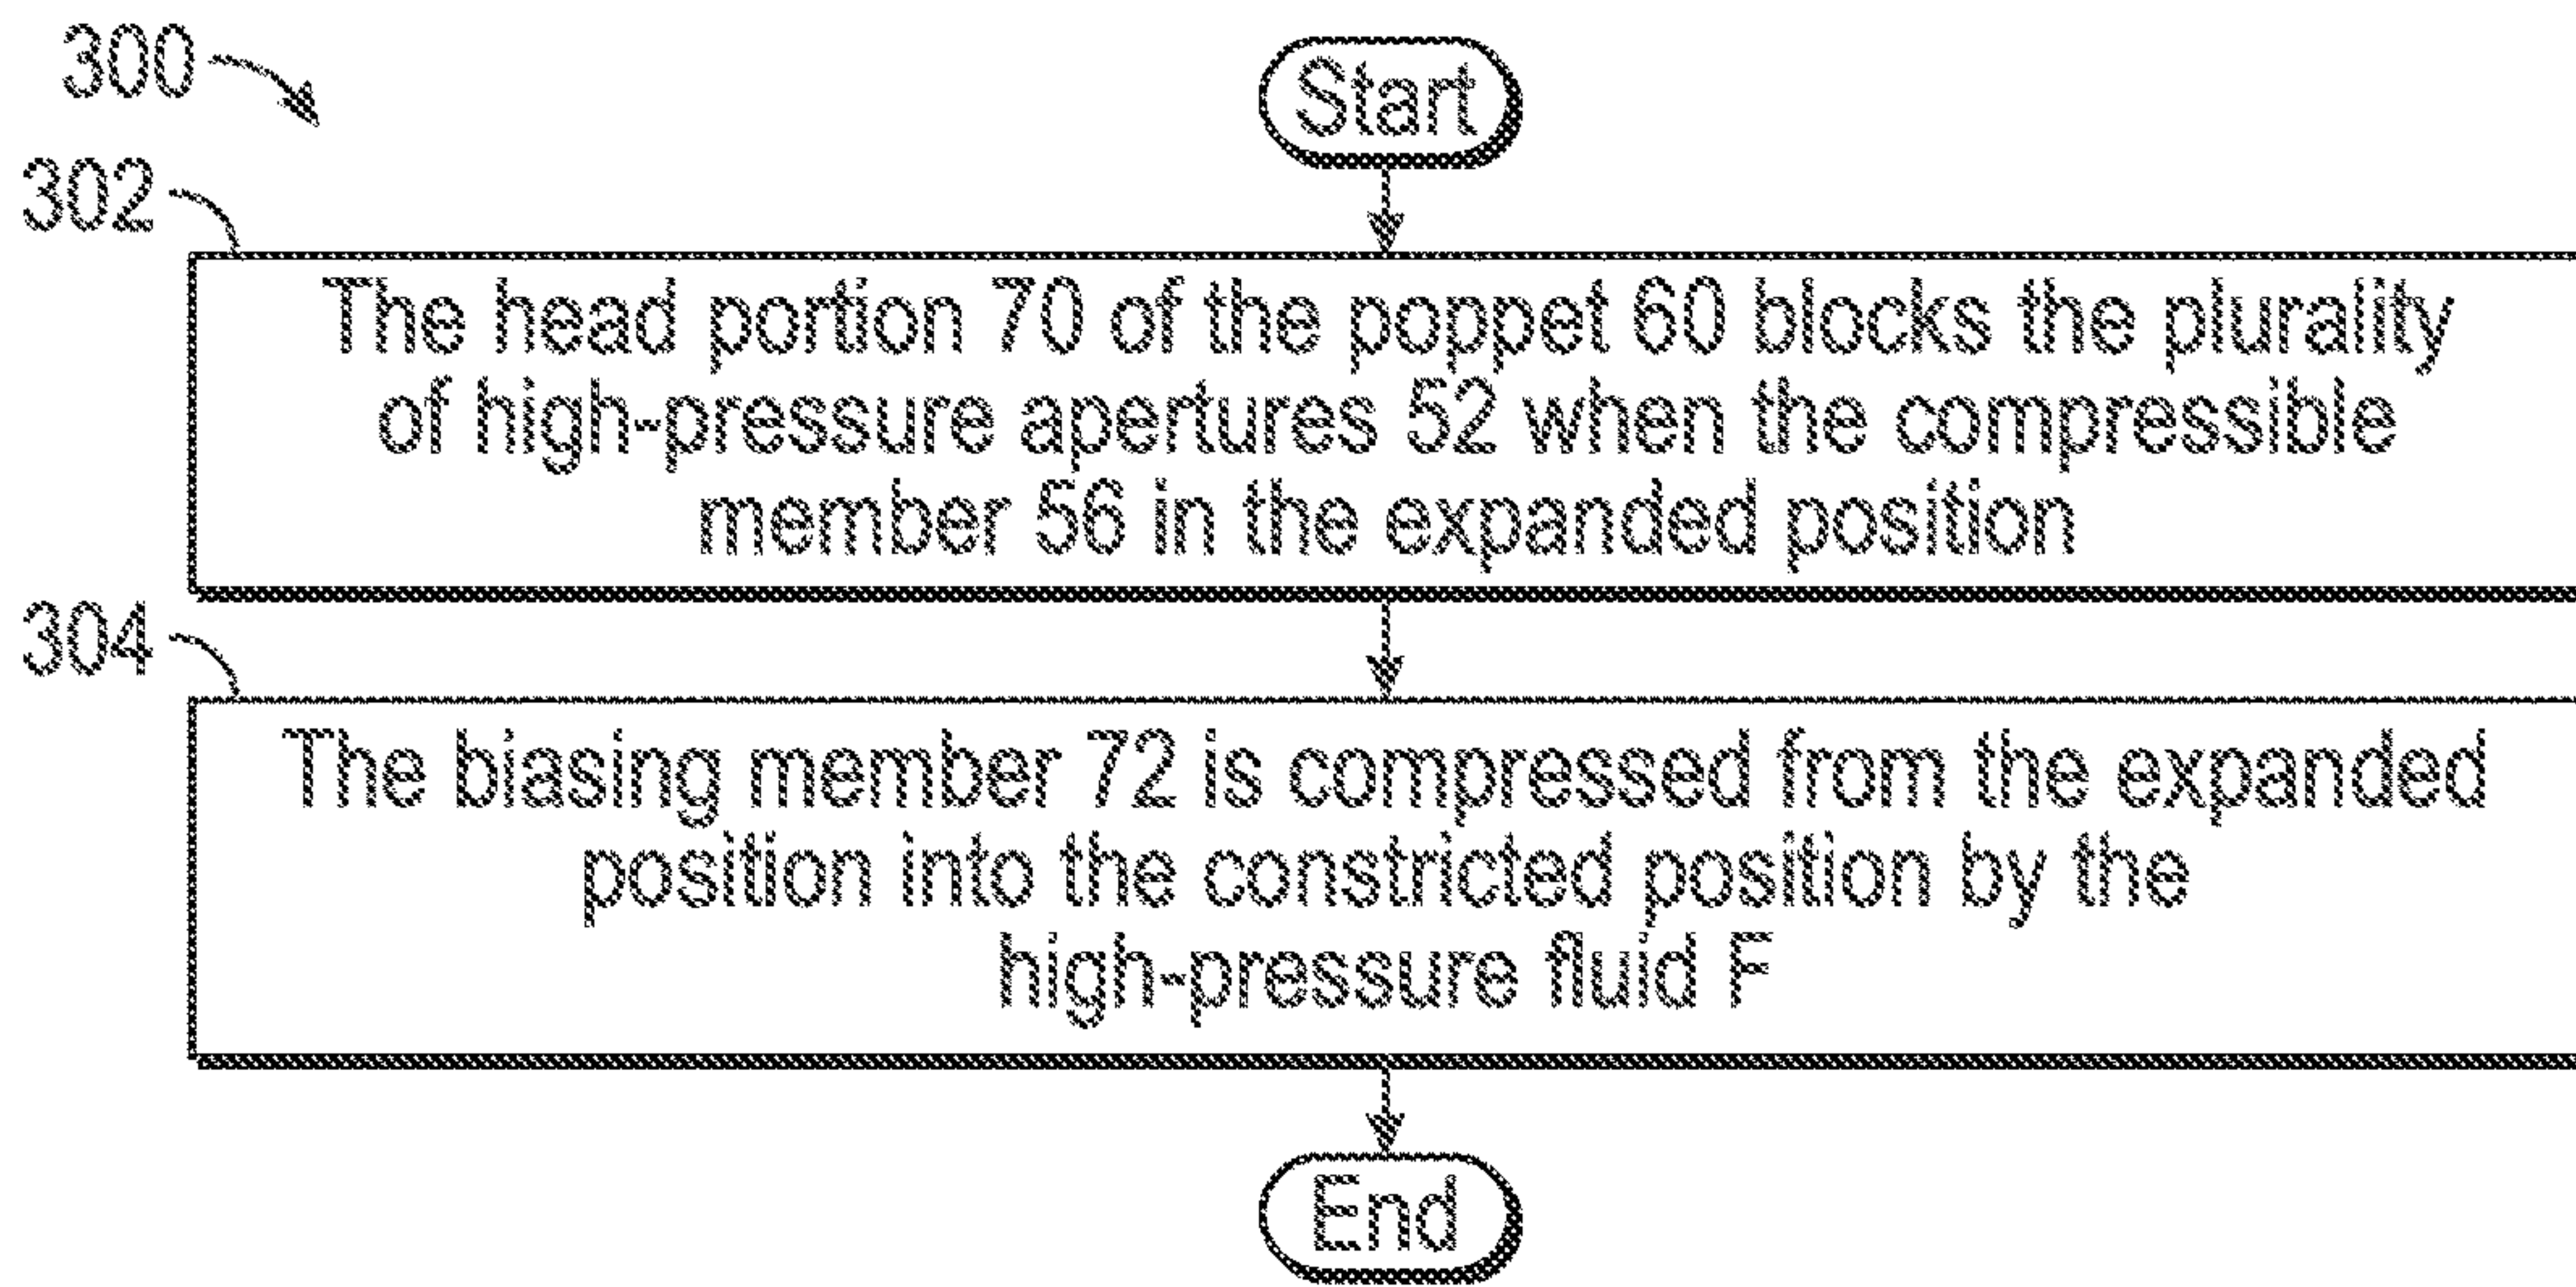 300
Start
302
The head portion 70 of the poppet 60 blocks the plurality
of high-pressure apertures 52 when the compressible
member 56 in the expanded position
304
The biasing member 72 is compressed from the expanded
position into the constricted position by the
high-pressure fluid F
End